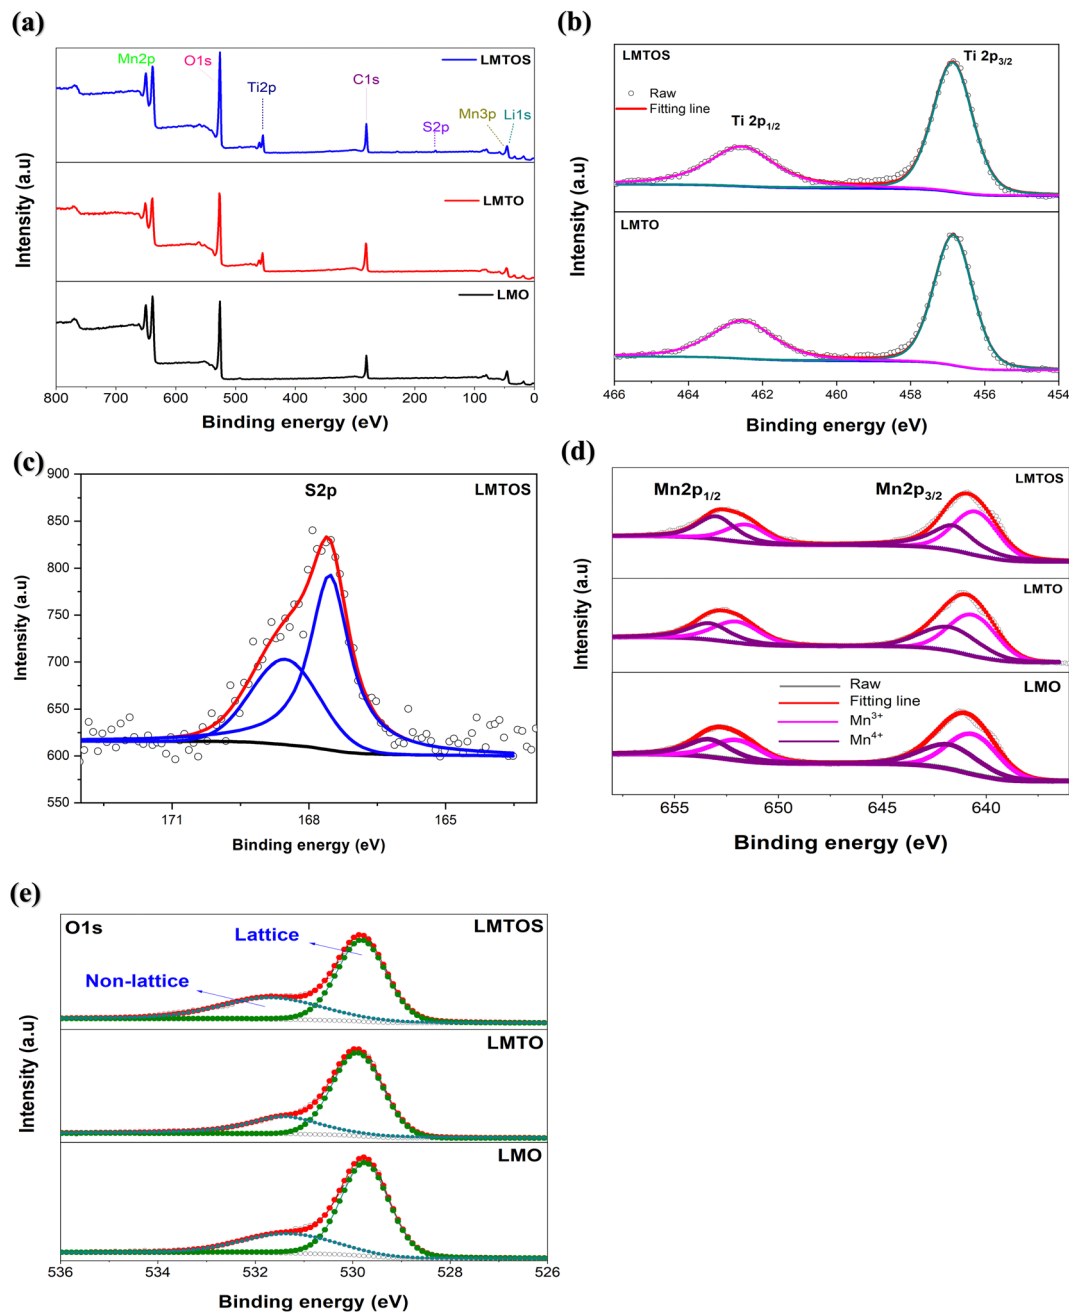 (a)
Mn2p
O1s
Ti2p
C1s
S2p
Mn3p
Li1s
LMTOS
LMTO
LMO
Intensity (a.u)
800 700 600 500 400 300 200 100 0
Binding energy (eV)
(b)
LMTOS
Raw
Fitting line
Ti 2p1/2
Ti 2p3/2
LMTO
Intensity (a.u)
466 464 462 460 458 456 454
Binding energy (eV)
(c)
S2p
LMTOS
900
850
800
750
700
650
600
550
Intensity (a.u)
171 168 165
Binding energy (eV)
(d)
Mn2p1/2
Mn2p3/2
LMTOS
LMTO
LMO
Raw
Fitting line
Mn3+
Mn4+
Intensity (a.u)
655 650 645 640
Binding energy (eV)
(e)
O1s
LMTOS
Lattice
Non-lattice
LMTO
LMO
Intensity (a.u)
536 534 532 530 528 526
Binding energy (eV)